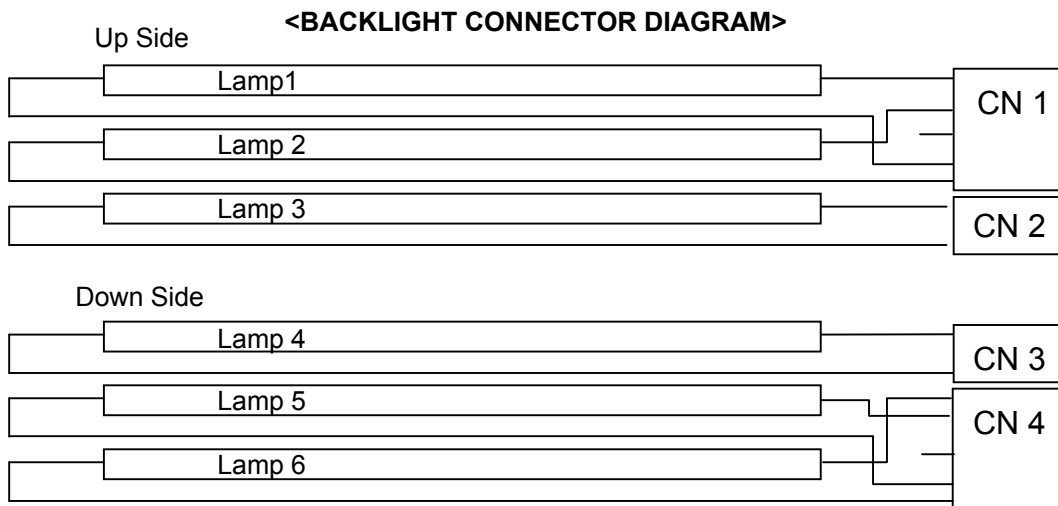 <BACKLIGHT CONNECTOR DIAGRAM>
Up Side
Lamp1
CN 1
Lamp 2
Lamp 3
CN 2
Down Side
Lamp 4
CN 3
Lamp 5
CN 4
Lamp 6